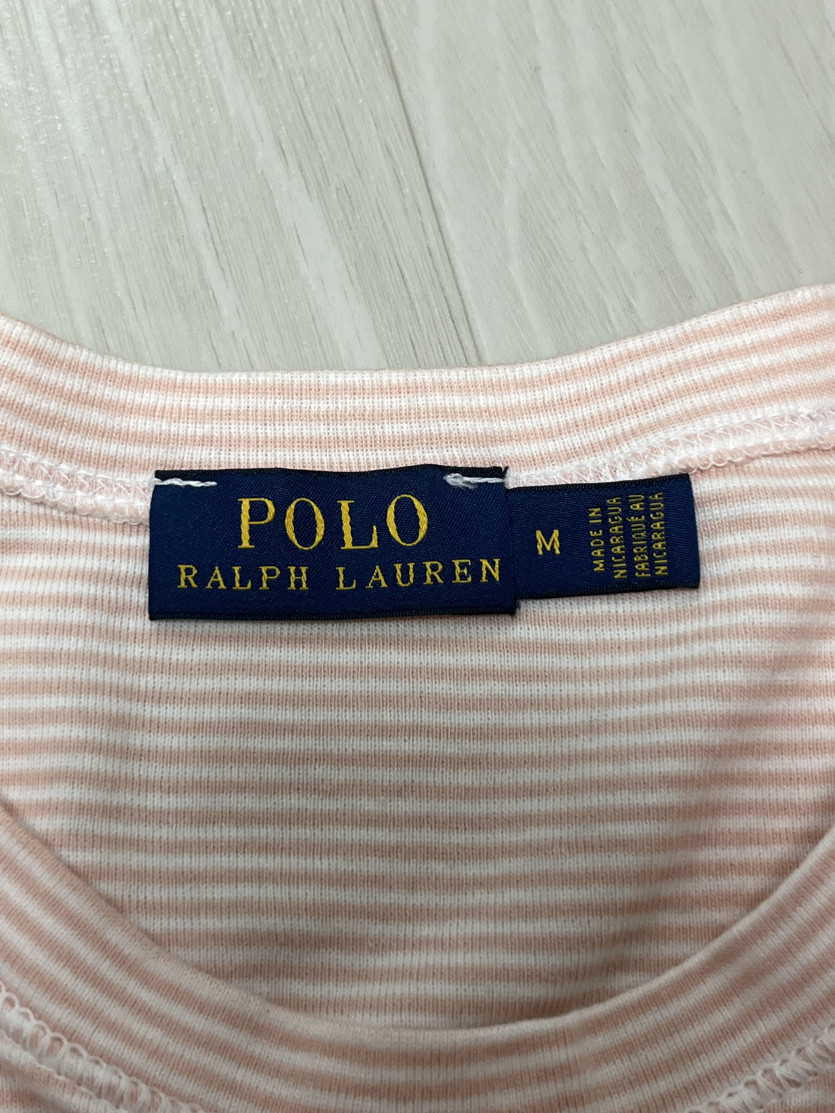 POLO
RALPH LAUREN
M
MADE IN
NICARAGUA
FABRIQUÉ AU
NICARAGUA